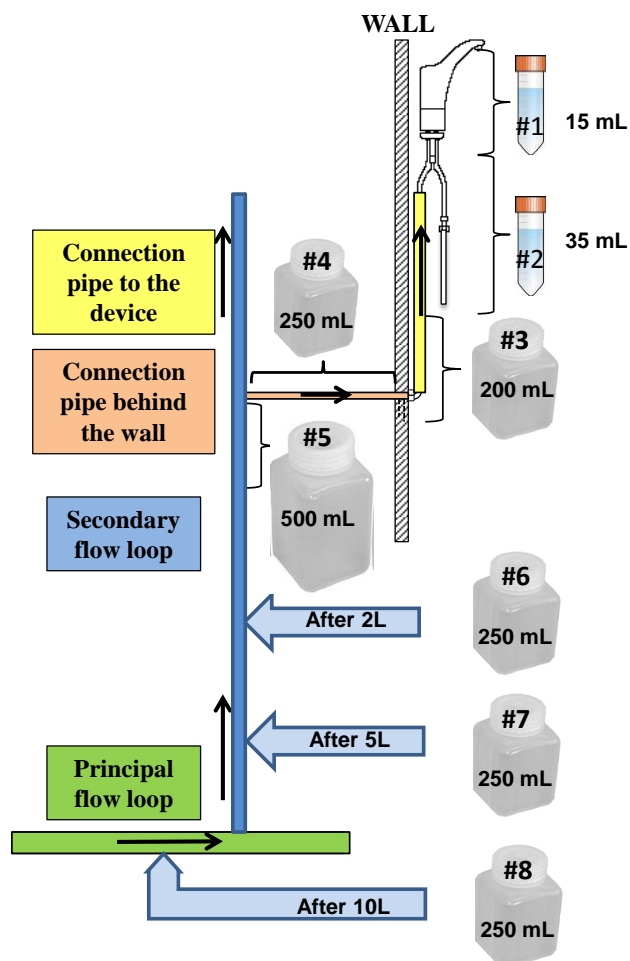 WALL
#1
15 mL
#2
35 mL
Connection
pipe to the
device
#4
250 mL
#3
200 mL
Connection
pipe behind
the wall
#5
500 mL
Secondary
flow loop
After 2L
#6
250 mL
After 5L
#7
250 mL
Principal
flow loop
After 10L
#8
250 mL